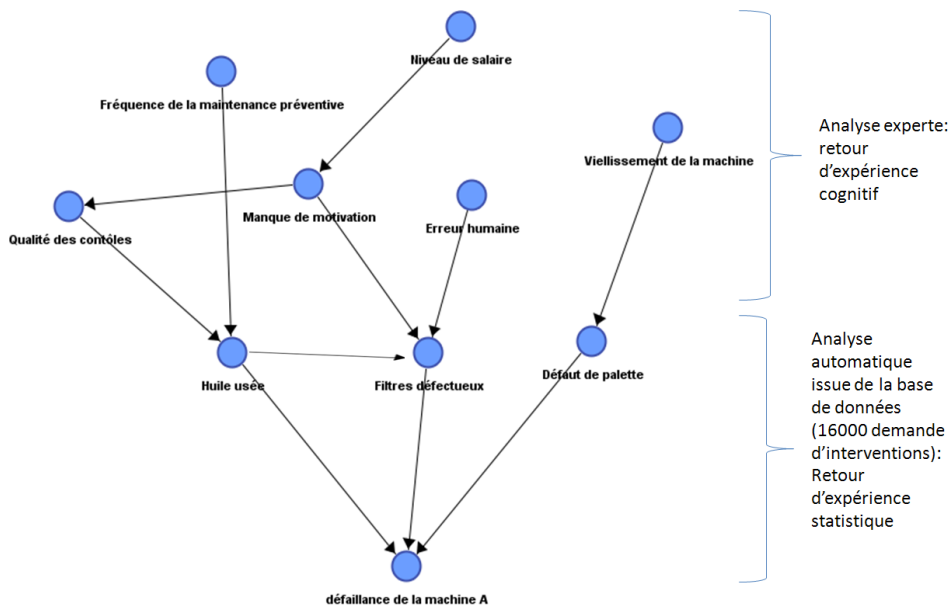 Niveau de salaire
Fréquence de la maintenance préventive
Viellissement de la machine
Manque de motivation
Erreur humaine
Qualité des contôles
Huile usée
Filtres défectueux
Défaut de palette
défaillance de la machine A
Analyse experte:
retour
d'expérience
cognitif
Analyse
automatique
issue de la base
de données
(16000 demande
d'interventions):
Retour
d'expérience
statistique